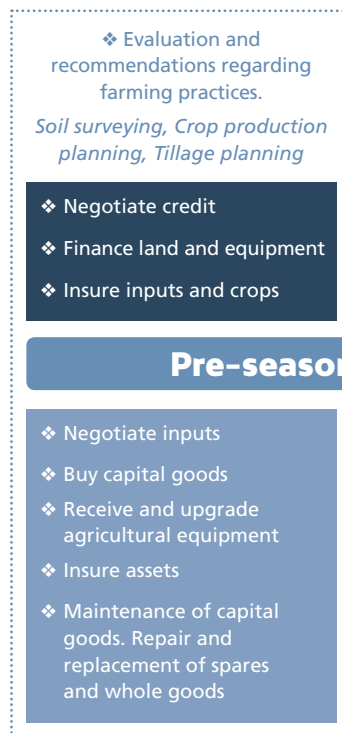 ❖ Evaluation and
recommendations regarding
farming practices.
Soil surveying, Crop production
planning, Tillage planning
❖ Negotiate credit
❖ Finance land and equipment
❖ Insure inputs and crops
Pre-season
❖ Negotiate inputs
❖ Buy capital goods
❖ Receive and upgrade
agricultural equipment
❖ Insure assets
❖ Maintenance of capital
goods. Repair and
replacement of spares
and whole goods